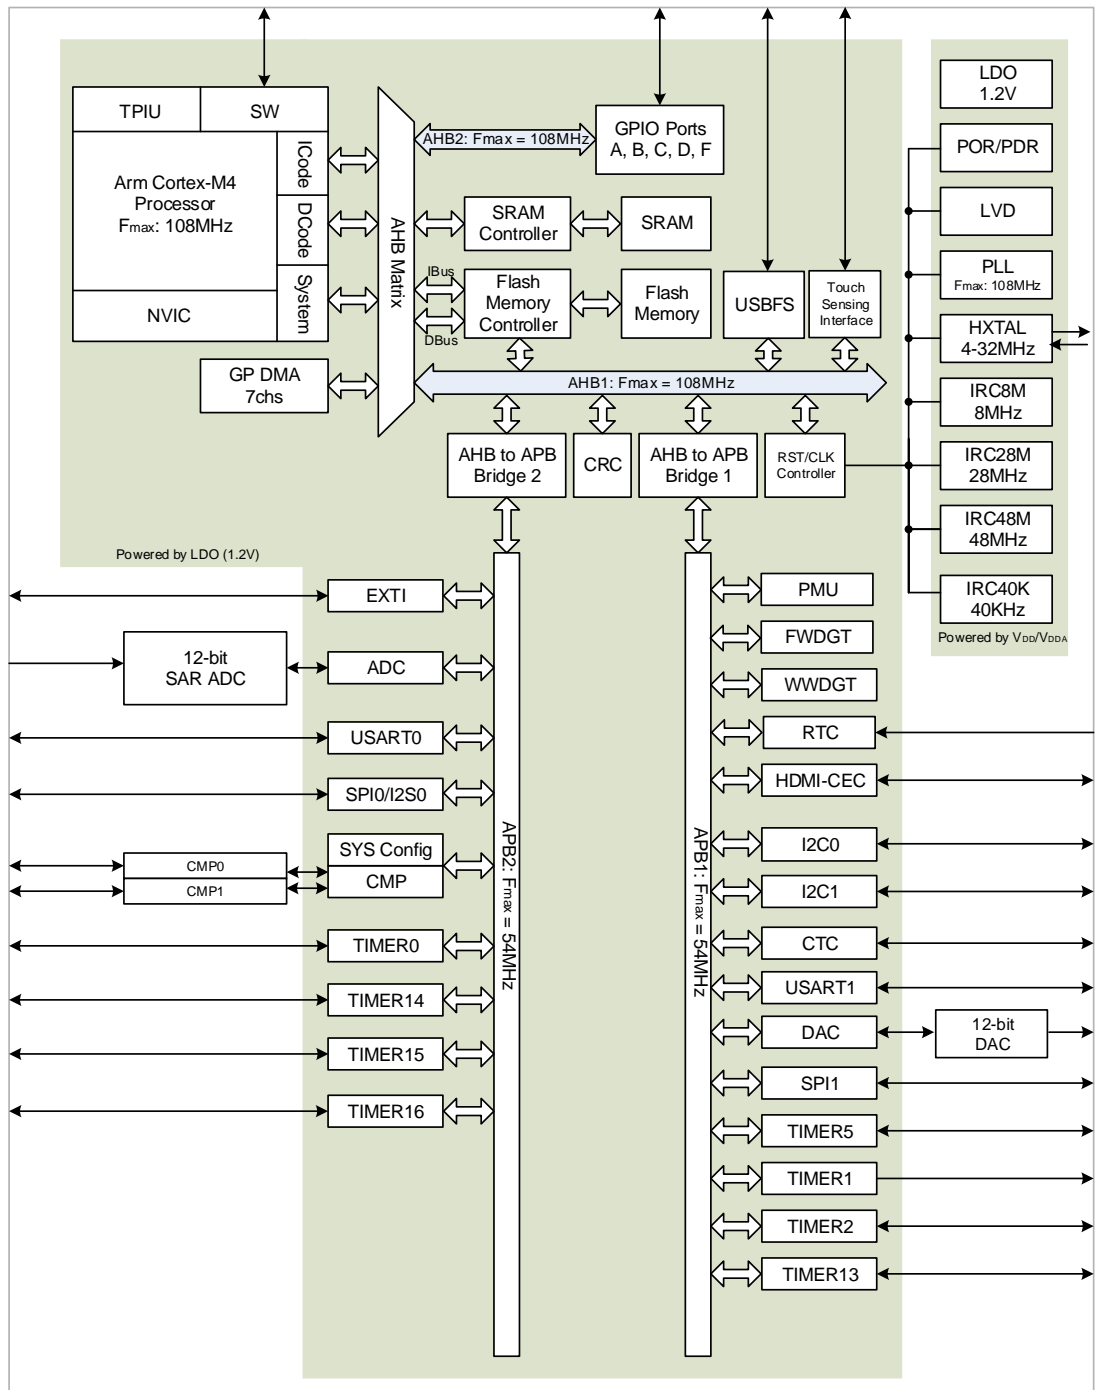 TPIU
SW
Arm Cortex-M4
Processor
Fmax: 108MHz
ICode
DCode
System
NVIC
GP DMA
7chs
AHB Matrix
AHB2: Fmax = 108MHz
GPIO Ports
A, B, C, D, F
SRAM
Controller
SRAM
IBus
DBus
Flash
Memory
Controller
Flash
Memory
USBFS
Touch
Sensing
Interface
AHB1: Fmax = 108MHz
AHB to APB
Bridge 2
CRC
AHB to APB
Bridge 1
RST/CLK
Controller
LDO
1.2V
POR/PDR
LVD
PLL
Fmax: 108MHz
HXTAL
4-32MHz
IRC8M
8MHz
IRC28M
28MHz
IRC48M
48MHz
IRC40K
40KHz
Powered by VDD/VDDA
Powered by LDO (1.2V)
EXTI
12-bit
SAR ADC
ADC
USART0
SPI0/I2S0
SYS Config
CMP
CMP0
CMP1
TIMER0
TIMER14
TIMER15
TIMER16
APB2: Fmax = 54MHz
APB1: Fmax = 54MHz
PMU
FWDGT
WWDGT
RTC
HDMI-CEC
I2C0
I2C1
CTC
USART1
DAC
12-bit
DAC
SPI1
TIMER5
TIMER1
TIMER2
TIMER13